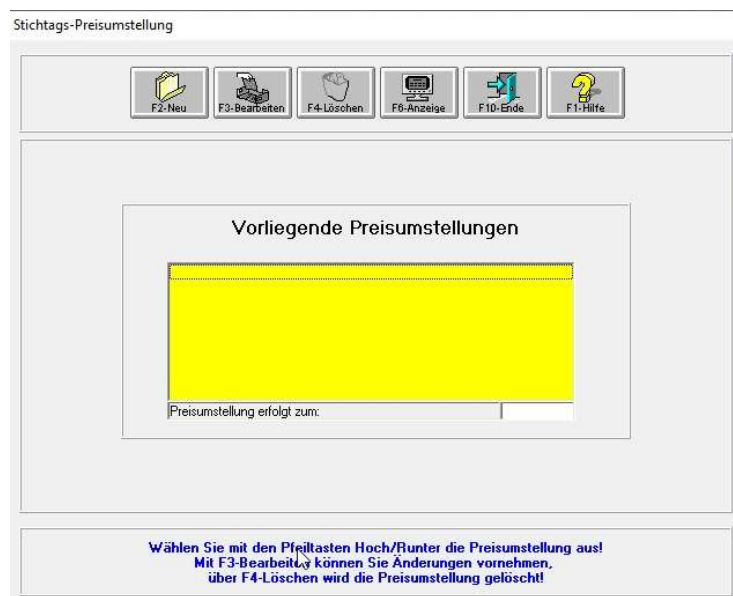 Stichtags-Preisumstellung
F2-Neu F3-Bearbeiten F4-Löschen F6-Anzeige F10-Ende F1-Hilfe
Vorliegende Preisumstellungen
Preisumstellung erfolgt zum:
Wählen Sie mit den Pfeiltasten Hoch/Runter die Preisumstellung aus!
Mit F3-Bearbeiten können Sie Änderungen vornehmen,
über F4-Löschen wird die Preisumstellung gelöscht!